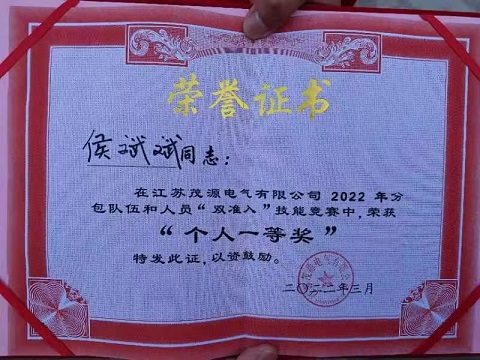 荣誉证书
侯斌斌同志：
在江苏茂源电气有限公司 2022 年分
包队伍和人员“双准入”技能竞赛中，荣获
“个人一等奖”
特发此证，以资鼓励。
二〇二二年三月